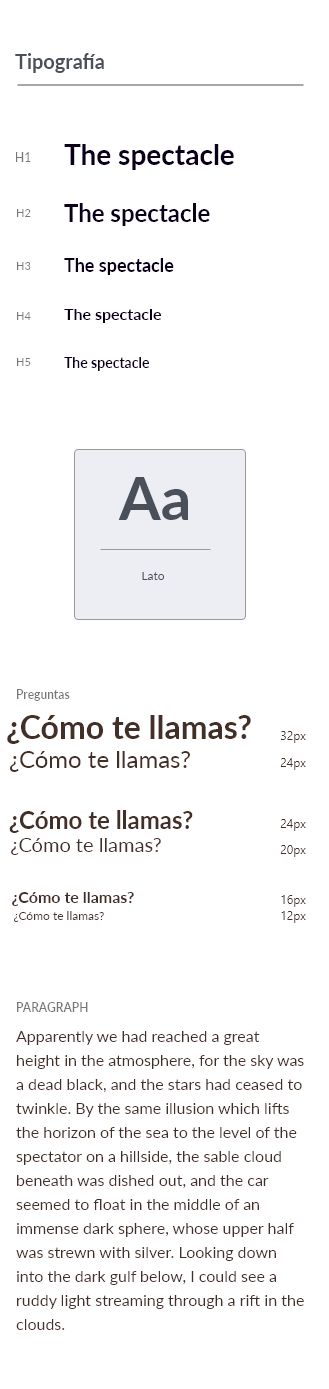 Tipografía
H1 The spectacle
H2 The spectacle
H3 The spectacle
H4 The spectacle
H5 The spectacle
Aa
Lato
Preguntas
¿Cómo te llamas? 32px
¿Cómo te llamas? 24px
¿Cómo te llamas? 24px
¿Cómo te llamas? 20px
¿Cómo te llamas? 16px
¿Cómo te llamas? 12px
PARAGRAPH
Apparently we had reached a great
height in the atmosphere, for the sky was
a dead black, and the stars had ceased to
twinkle. By the same illusion which lifts
the horizon of the sea to the level of the
spectator on a hillside, the sable cloud
beneath was dished out, and the car
seemed to float in the middle of an
immense dark sphere, whose upper half
was strewn with silver. Looking down
into the dark gulf below, I could see a
ruddy light streaming through a rift in the
clouds.